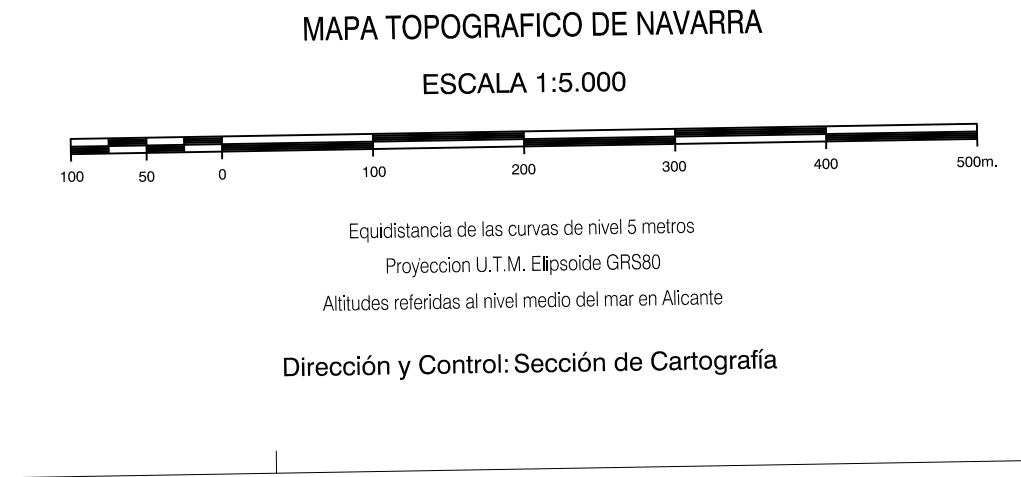 MAPA TOPOGRAFICO DE NAVARRA
ESCALA 1:5.000
100 50 0 100 200 300 400 500m.
Equidistancia de las curvas de nivel 5 metros
Proyeccion U.T.M. Elipsoide GRS80
Altitudes referidas al nivel medio del mar en Alicante
Dirección y Control: Sección de Cartografía